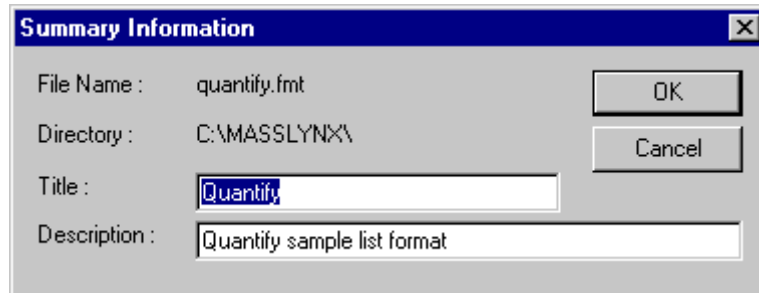 Summary Information
File Name : quantify.fmt
OK
Directory : C:\MASSLYNX\
Cancel
Title : Quantify
Description : Quantify sample list format